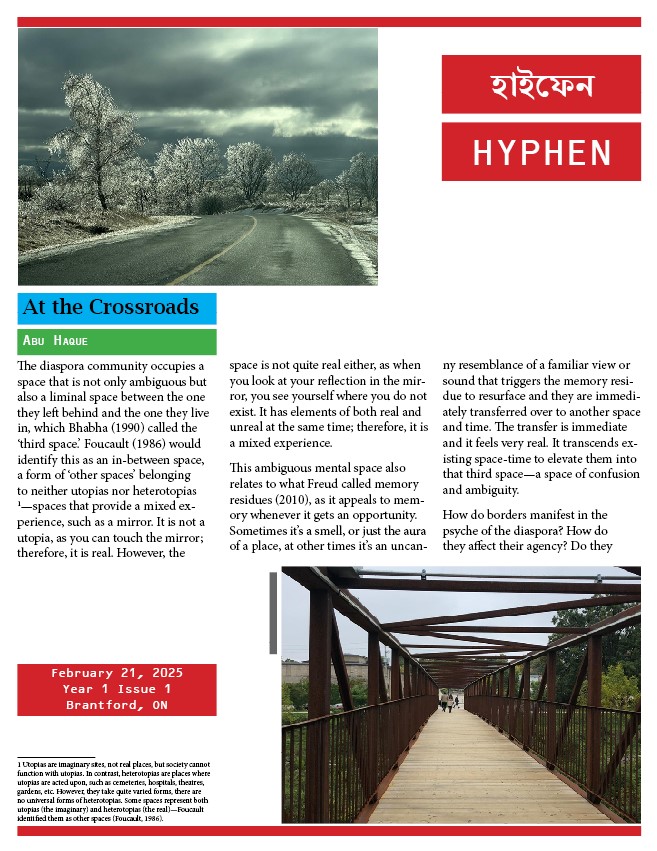 হাইফেন
HYPHEN
At the Crossroads
Abu Haque
The diaspora community occupies a
space that is not only ambiguous but
also a liminal space between the one
they left behind and the one they live
in, which Bhabha (1990) called the
‘third space.’ Foucault (1986) would
identify this as an in-between space,
a form of ‘other spaces’ belonging
to neither utopias nor heterotopias
¹—spaces that provide a mixed ex-
perience, such as a mirror. It is not a
utopia, as you can touch the mirror;
therefore, it is real. However, the
space is not quite real either, as when
you look at your reflection in the mir-
ror, you see yourself where you do not
exist. It has elements of both real and
unreal at the same time; therefore, it is
a mixed experience.
This ambiguous mental space also
relates to what Freud called memory
residues (2010), as it appeals to mem-
ory whenever it gets an opportunity.
Sometimes it’s a smell, or just the aura
of a place, at other times it’s an uncan-
ny resemblance of a familiar view or
sound that triggers the memory resi-
due to resurface and they are immedi-
ately transferred over to another space
and time. The transfer is immediate
and it feels very real. It transcends ex-
isting space-time to elevate them into
that third space—a space of confusion
and ambiguity.
How do borders manifest in the
psyche of the diaspora? How do
they affect their agency? Do they
February 21, 2025
Year 1 Issue 1
Brantford, ON
1 Utopias are imaginary sites, not real places, but society cannot
function with utopias. In contrast, heterotopias are places where
utopias are acted upon, such as cemeteries, hospitals, theatres,
gardens, etc. However, they take quite varied forms, there are
no universal forms of heterotopias. Some spaces represent both
utopias (the imaginary) and heterotopias (the real)—Foucault
identified them as other spaces (Foucault, 1986).